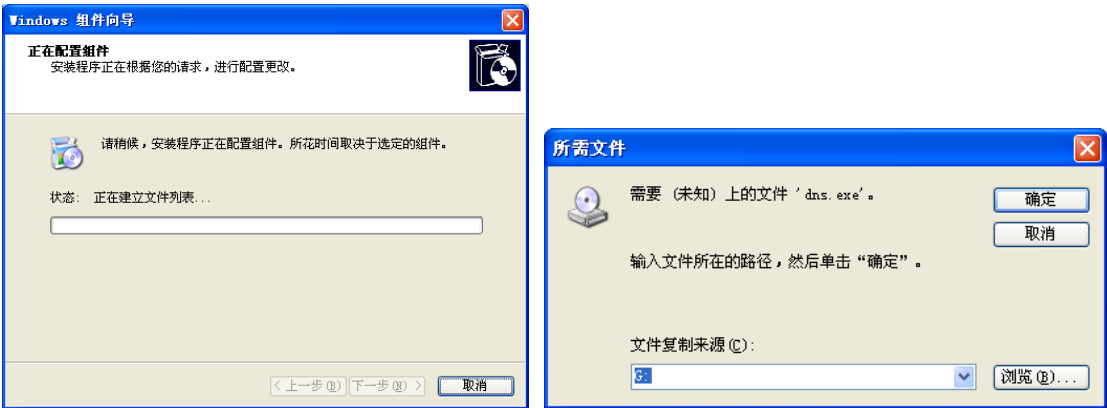 Windows 组件向导
正在配置组件
安装程序正在根据您的请求，进行配置更改。
请稍候，安装程序正在配置组件。所花时间取决于选定的组件。
状态: 正在建立文件列表...
< 上一步(B) 下一步(N) > 取消
所需文件
需要 (未知) 上的文件 'dns.exe'。
确定
取消
输入文件所在的路径，然后单击“确定”。
文件复制来源(C):
G:
浏览(B)...